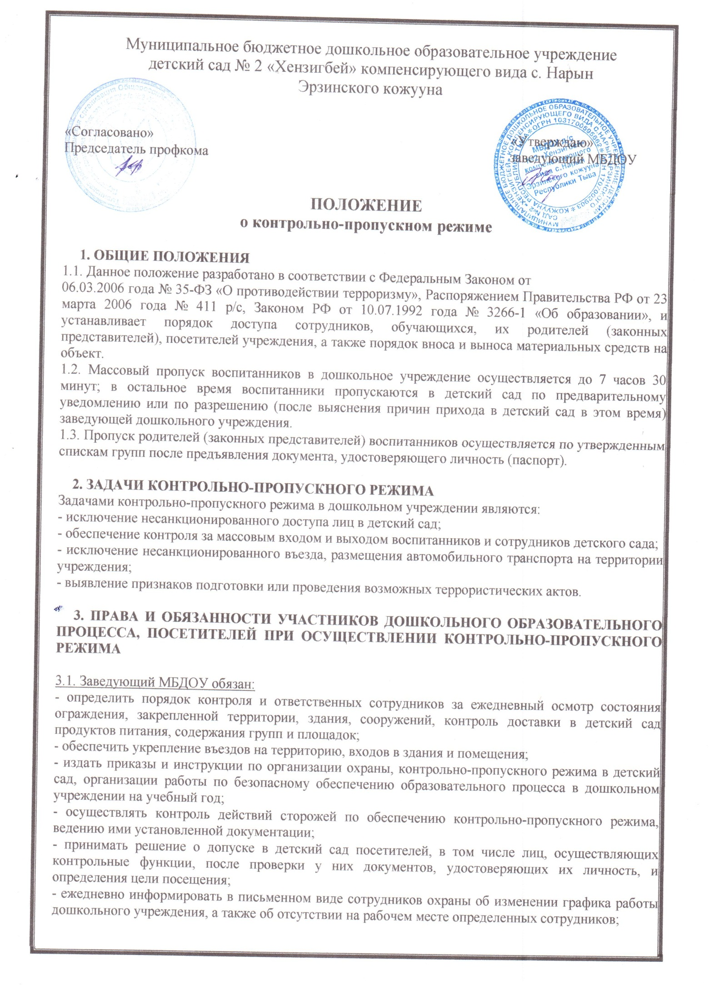 Муниципальное бюджетное дошкольное образовательное учреждение
детский сад № 2 «Хензигбей» компенсирующего вида с. Нарын
Эрзинского кожууна
«Согласовано»
Председатель профкома
«Утверждаю»
заведующий МБДОУ
МБДОУ д/с
№2 «Хензигбей»
компенсирующего
вида с.Нарын
Эрзинского кожууна
Республики Тыва
ПОЛОЖЕНИЕ
о контрольно-пропускном режиме
1. ОБЩИЕ ПОЛОЖЕНИЯ
1.1. Данное положение разработано в соответствии с Федеральным Законом от
06.03.2006 года № 35-ФЗ «О противодействии терроризму», Распоряжением Правительства РФ от 23
марта 2006 года № 411 р/с, Законом РФ от 10.07.1992 года № 3266-1 «Об образовании», и
устанавливает порядок доступа сотрудников, обучающихся, их родителей (законных
представителей), посетителей учреждения, а также порядок вноса и выноса материальных средств на
объект.
1.2. Массовый пропуск воспитанников в дошкольное учреждение осуществляется до 7 часов 30
минут; в остальное время воспитанники пропускаются в детский сад по предварительному
уведомлению или по разрешению (после выяснения причин прихода в детский сад в этом время)
заведующей дошкольного учреждения.
1.3. Пропуск родителей (законных представителей) воспитанников осуществляется по утвержденным
спискам групп после предъявления документа, удостоверяющего личность (паспорт).
2. ЗАДАЧИ КОНТРОЛЬНО-ПРОПУСКНОГО РЕЖИМА
Задачами контрольно-пропускного режима в дошкольном учреждении являются:
- исключение несанкционированного доступа лиц в детский сад;
- обеспечение контроля за массовым входом и выходом воспитанников и сотрудников детского сада;
- исключение несанкционированного въезда, размещения автомобильного транспорта на территории
учреждения;
- выявление признаков подготовки или проведения возможных террористических актов.
3. ПРАВА И ОБЯЗАННОСТИ УЧАСТНИКОВ ДОШКОЛЬНОГО ОБРАЗОВАТЕЛЬНОГО
ПРОЦЕССА, ПОСЕТИТЕЛЕЙ ПРИ ОСУЩЕСТВЛЕНИИ КОНТРОЛЬНО-ПРОПУСКНОГО
РЕЖИМА
3.1. Заведующий МБДОУ обязан:
- определить порядок контроля и ответственных сотрудников за ежедневный осмотр состояния
ограждения, закрепленной территории, здания, сооружений, контроль доставки в детский сад
продуктов питания, содержания групп и площадок;
- обеспечить укрепление въездов на территорию, входов в здания и помещения;
- издать приказы и инструкции по организации охраны, контрольно-пропускного режима в детский
сад, организации работы по безопасному обеспечению образовательного процесса в дошкольном
учреждении на учебный год;
- осуществлять контроль действий сторожей по обеспечению контрольно-пропускного режима,
ведению ими установленной документации;
- принимать решение о допуске в детский сад посетителей, в том числе лиц, осуществляющих
контрольные функции, после проверки у них документов, удостоверяющих их личность, и
определения цели посещения;
- ежедневно информировать в письменном виде сотрудников охраны об изменении графика работы
дошкольного учреждения, а также об отсутствии на рабочем месте определенных сотрудников;